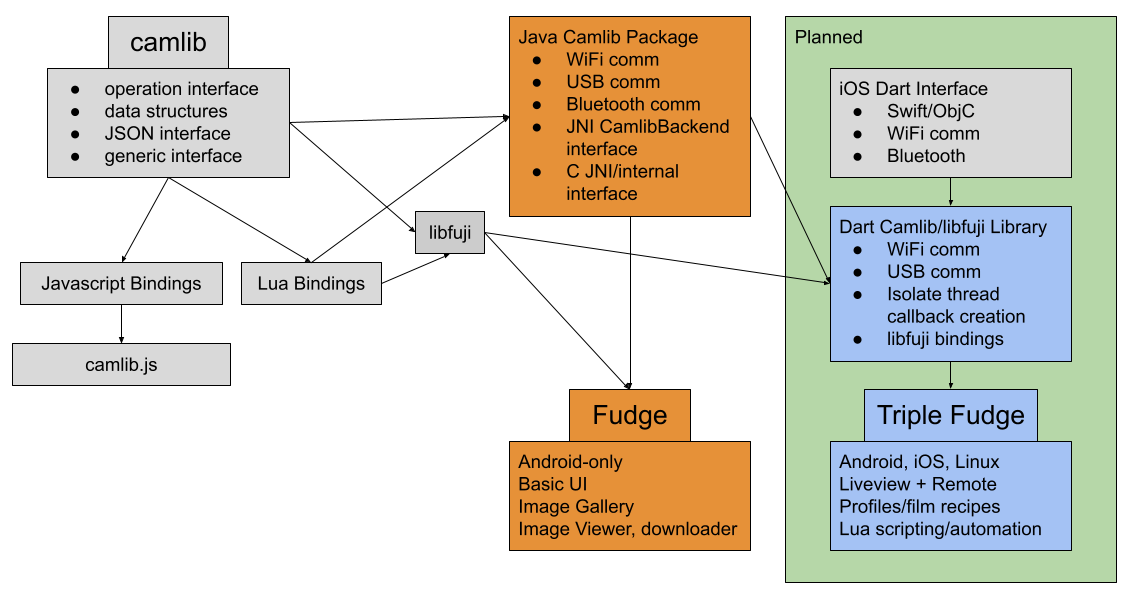 camlib
● operation interface
● data structures
● JSON interface
● generic interface
Javascript Bindings
camlib.js
Lua Bindings
libfuji
Java Camlib Package
● WiFi comm
● USB comm
● Bluetooth comm
● JNI CamlibBackend
interface
● C JNI/internal
interface
Fudge
Android-only
Basic UI
Image Gallery
Image Viewer, downloader
Planned
iOS Dart Interface
● Swift/ObjC
● WiFi comm
● Bluetooth
Dart Camlib/libfuji Library
● WiFi comm
● USB comm
● Isolate thread
callback creation
● libfuji bindings
Triple Fudge
Android, iOS, Linux
Liveview + Remote
Profiles/film recipes
Lua scripting/automation